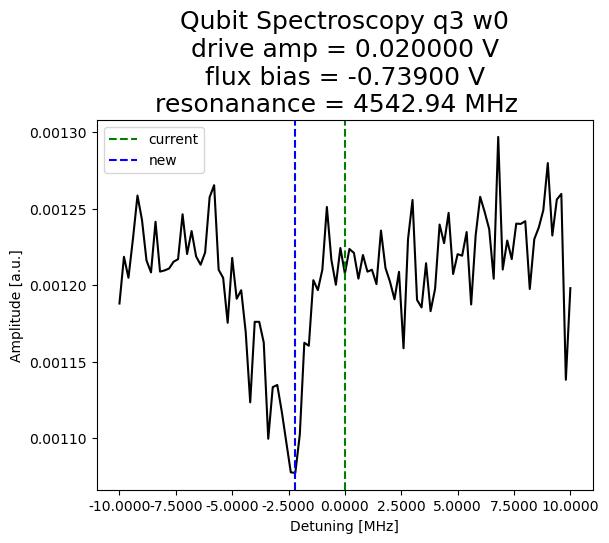 Qubit Spectroscopy q3 w0
drive amp = 0.020000 V
flux bias = -0.73900 V
resonanance = 4542.94 MHz
current
new
0.00130
0.00125
0.00120
0.00115
0.00110
Amplitude [a.u.]
-10.0000 -7.5000 -5.0000 -2.5000 0.0000 2.5000 5.0000 7.5000 10.0000
Detuning [MHz]